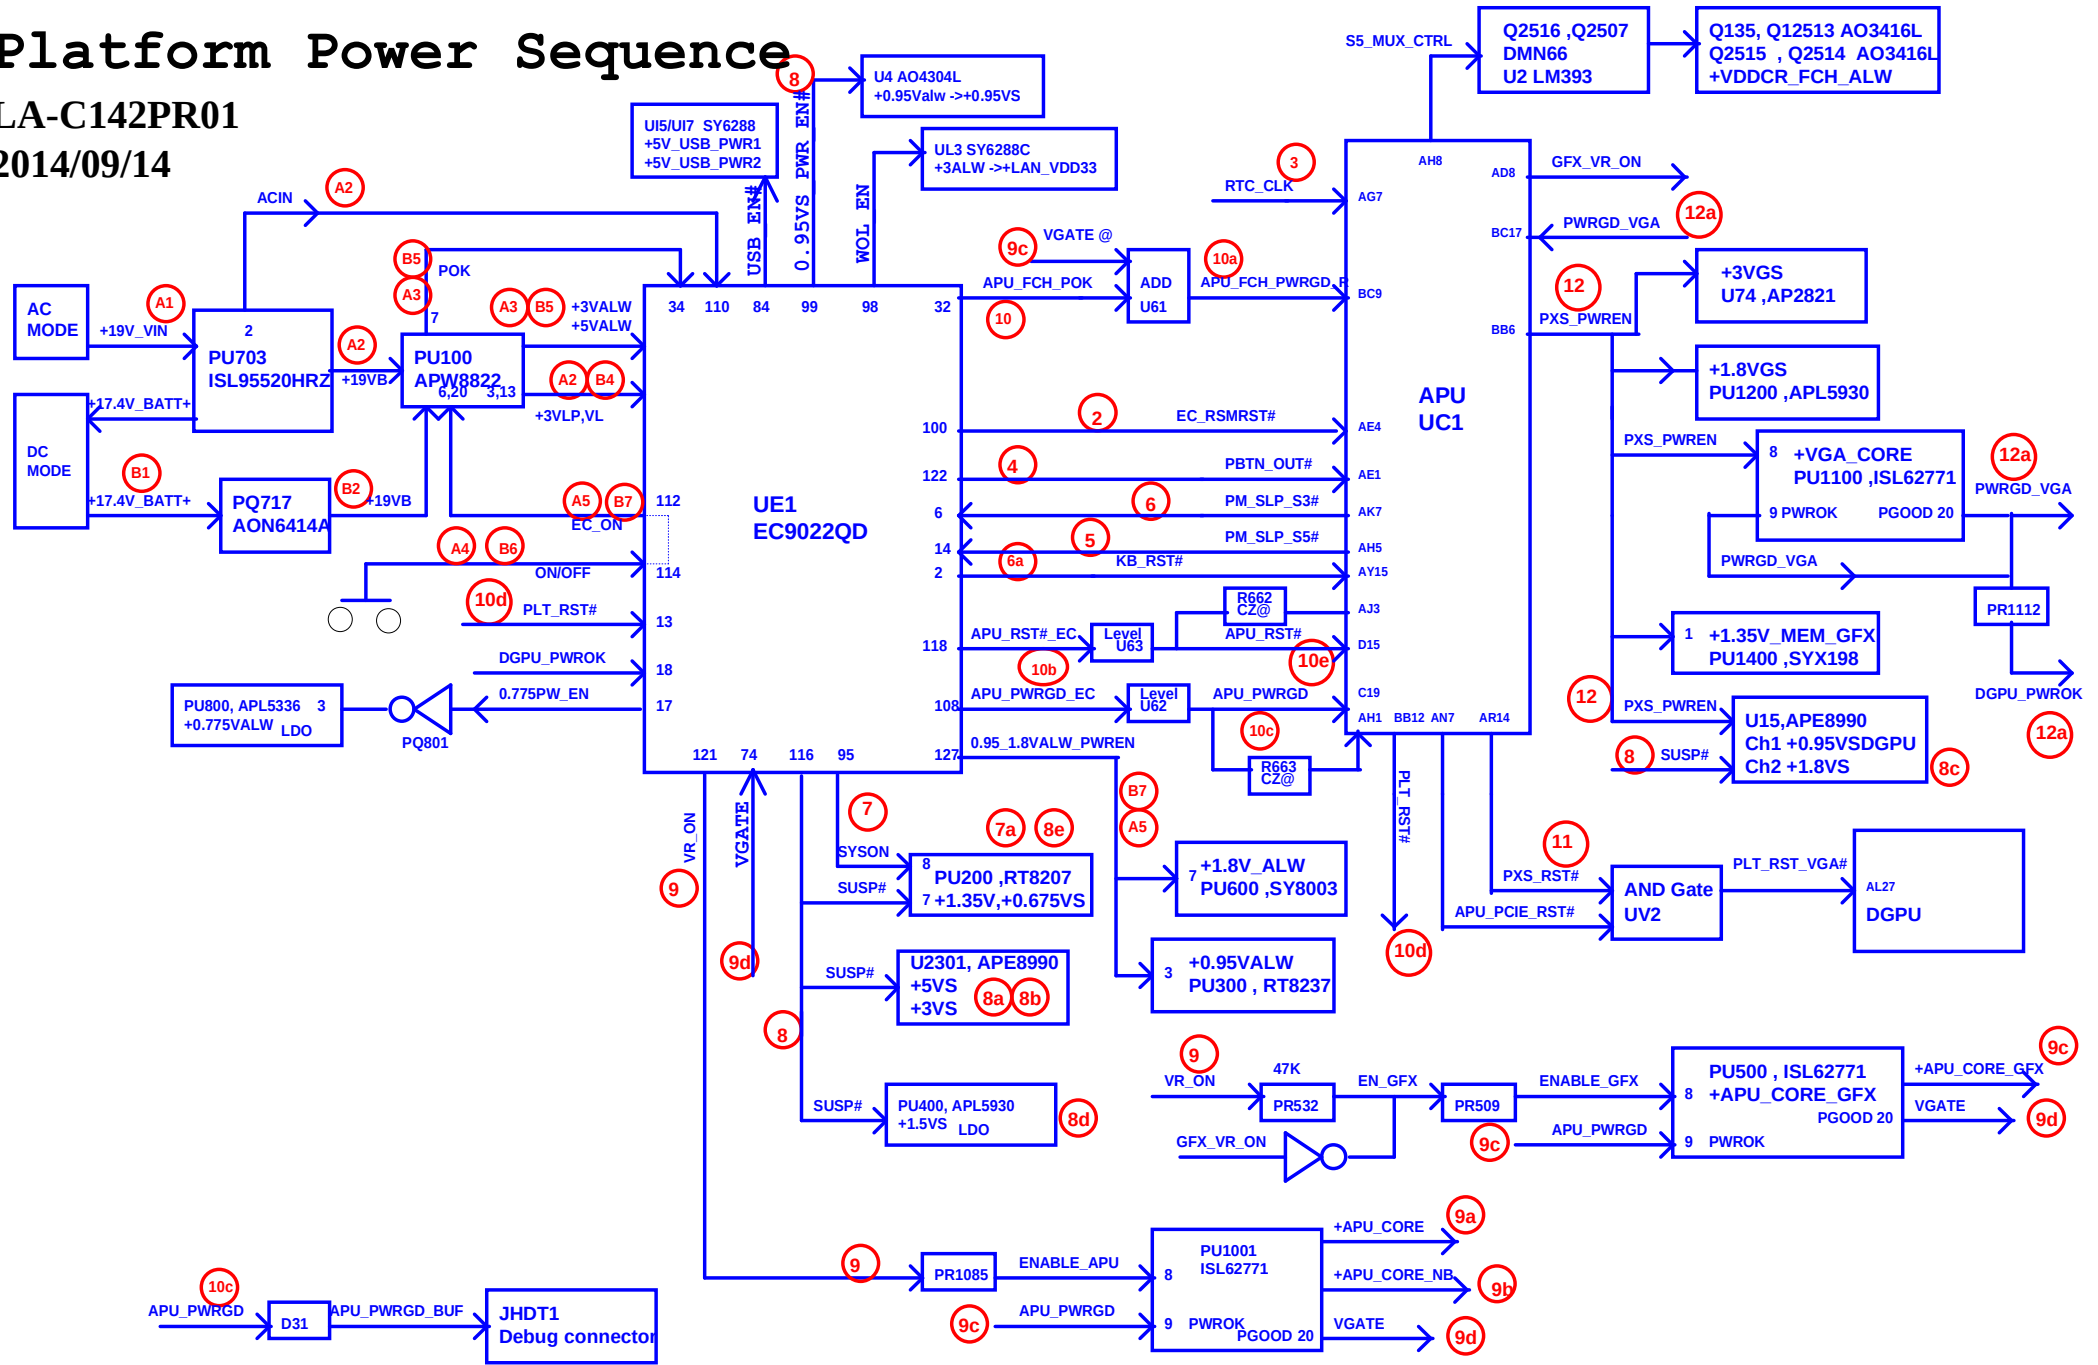 Platform Power Sequence
LA-C142PR01
2014/09/14
8
U4 AO4304L
+0.95Valw ->+0.95VS
UI5/UI7 SY6288
+5V_USB_PWR1
+5V_USB_PWR2
UL3 SY6288C
+3ALW ->+LAN_VDD33
USB EN#
0.95VS PWR EN#
WOL EN
S5_MUX_CTRL
Q2516 ,Q2507
DMN66
U2 LM393
Q135, Q12513 AO3416L
Q2515 , Q2514 AO3416L
+VDDCR_FCH_ALW
ACIN
A2
B5
A3
POK
7
AC
MODE
A1
+19V_VIN
2
PU703
ISL95520HRZ
A2
+19VB
PU100
APW8822
6,20 3,13
A3
B5
+3VALW
+5VALW
A2
B4
+3VLP,VL
+17.4V_BATT+
DC
MODE
B1
+17.4V_BATT+
PQ717
AON6414A
B2
+19VB
A5
B7
EC_ON
A4
B6
ON/OFF
10d
PLT_RST#
DGPU_PWROK
0.775PW_EN
PU800, APL5336 3
+0.775VALW LDO
PQ801
34 110 84 99 98 32
112
114
13
18
17
UE1
EC9022QD
100
122
6
14
2
118
108
127
121 74 116 95
3
RTC_CLK
9c
VGATE @
APU_FCH_POK
10
ADD
U61
10a
APU_FCH_PWRGD_R
2
EC_RSMRST#
4
PBTN_OUT#
6
PM_SLP_S3#
5
PM_SLP_S5#
6a
KB_RST#
R662
CZ@
APU_RST#_EC
Level
U63
APU_RST#
10b
10e
APU_PWRGD_EC
Level
U62
APU_PWRGD
10c
R663
CZ@
0.95_1.8VALW_PWREN
AH8
AG7
BC9
AE4
AE1
AK7
AH5
AY15
AJ3
D15
C19
AH1 BB12 AN7 AR14
APU
UC1
AD8
BC17
BB6
GFX_VR_ON
PWRGD_VGA
12a
12
PXS_PWREN
+3VGS
U74 ,AP2821
+1.8VGS
PU1200 ,APL5930
PXS_PWREN
8 +VGA_CORE
PU1100 ,ISL62771
9 PWROK PGOOD 20
12a
PWRGD_VGA
PWRGD_VGA
PR1112
DGPU_PWROK
12a
1 +1.35V_MEM_GFX
PU1400 ,SYX198
12
PXS_PWREN
8
SUSP#
U15,APE8990
Ch1 +0.95VSDGPU
Ch2 +1.8VS
8c
PLT_RST#
10d
11
PXS_RST#
APU_PCIE_RST#
AND Gate
UV2
PLT_RST_VGA#
AL27
DGPU
VR_ON
9
VGATE
9d
7
SYSON
SUSP#
7a
8e
8
PU200 ,RT8207
7 +1.35V,+0.675VS
B7
A5
7
+1.8V_ALW
PU600 ,SY8003
3 +0.95VALW
PU300 , RT8237
SUSP#
U2301, APE8990
+5VS
+3VS
8a
8b
8
SUSP#
PU400, APL5930
+1.5VS LDO
8d
9
VR_ON
47K
PR532
EN_GFX
PR509
ENABLE_GFX
GFX_VR_ON
9c
APU_PWRGD
PU500 , ISL62771
8 +APU_CORE_GFX
PGOOD 20
9 PWROK
9c
+APU_CORE_GFX
VGATE
9d
9
PR1085
ENABLE_APU
9c
APU_PWRGD
PU1001
ISL62771
8
9 PWROK
PGOOD 20
+APU_CORE
9a
+APU_CORE_NB
9b
VGATE
9d
10c
APU_PWRGD
D31
APU_PWRGD_BUF
JHDT1
Debug connector